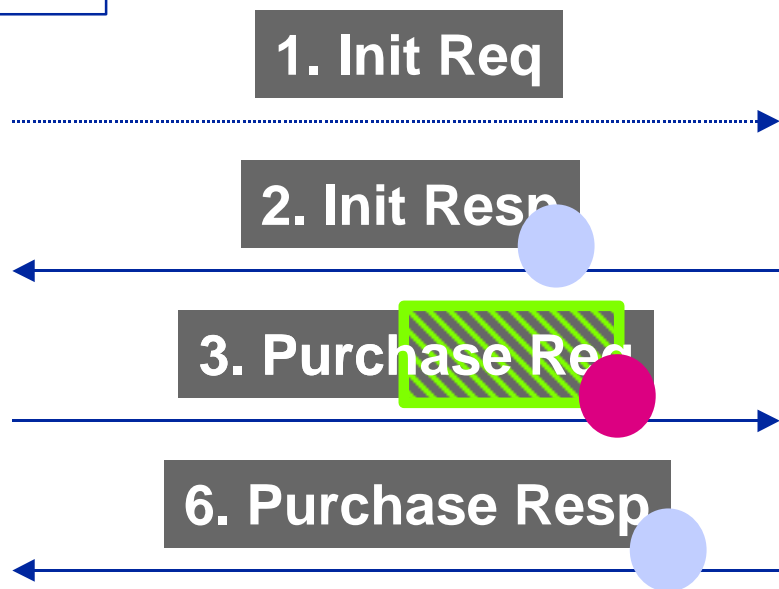 1. Init Req
2. Init Resp
3. Purchase Req
6. Purchase Resp